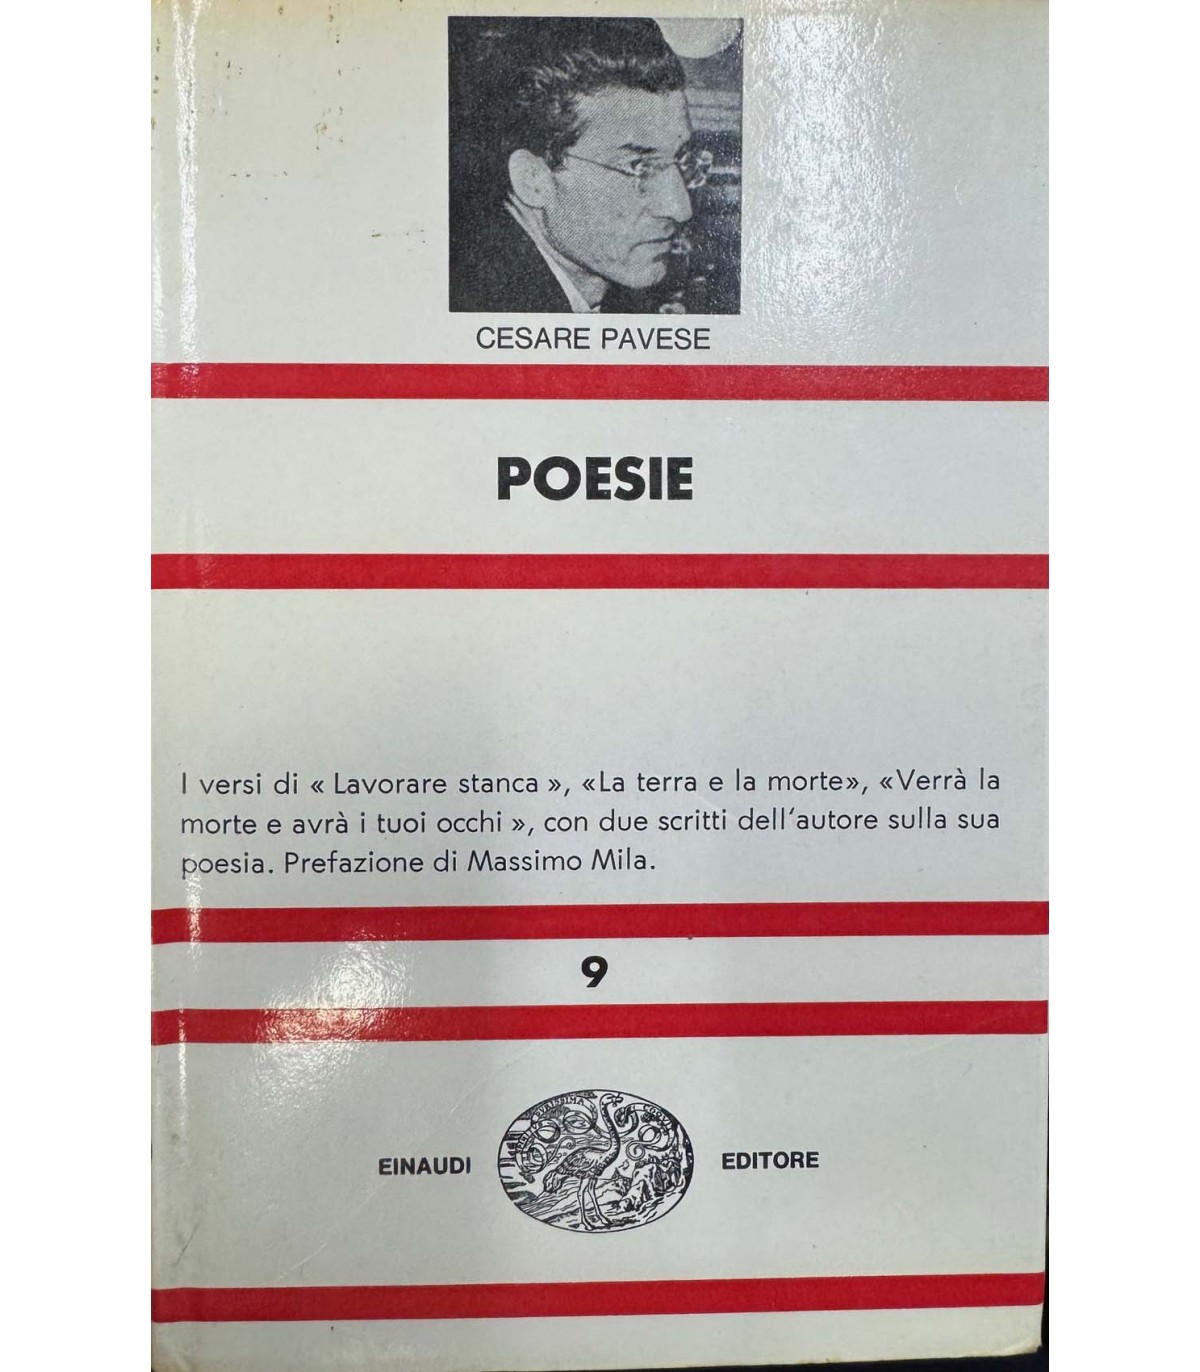 CESARE PAVESE
POESIE
I versi di « Lavorare stanca », «La terra e la morte», «Verrà la
morte e avrà i tuoi occhi », con due scritti dell'autore sulla sua
poesia. Prefazione di Massimo Mila.
9
EINAUDI
EDITORE